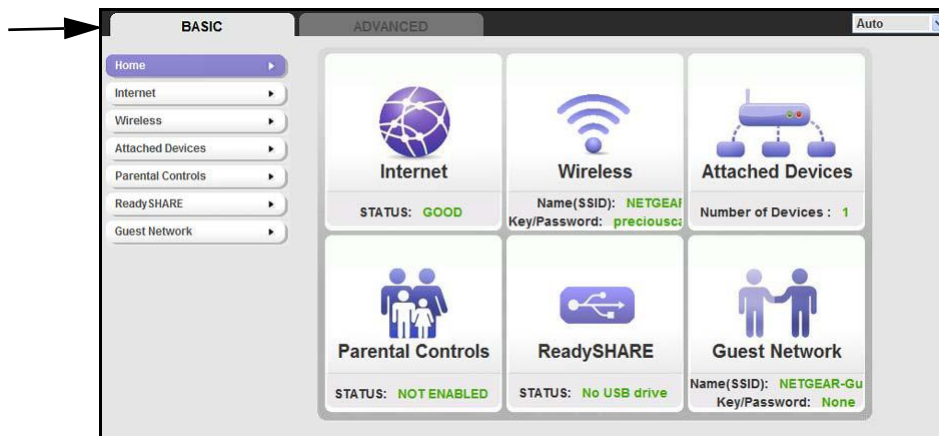 BASIC
ADVANCED
Auto
Home
Internet
Wireless
Attached Devices
Parental Controls
ReadySHARE
Guest Network
Internet
STATUS: GOOD
Wireless
Name(SSID): NETGEAR
Key/Password: preciousca
Attached Devices
Number of Devices : 1
Parental Controls
STATUS: NOT ENABLED
ReadySHARE
STATUS: No USB drive
Guest Network
Name(SSID): NETGEAR-Gu
Key/Password: None